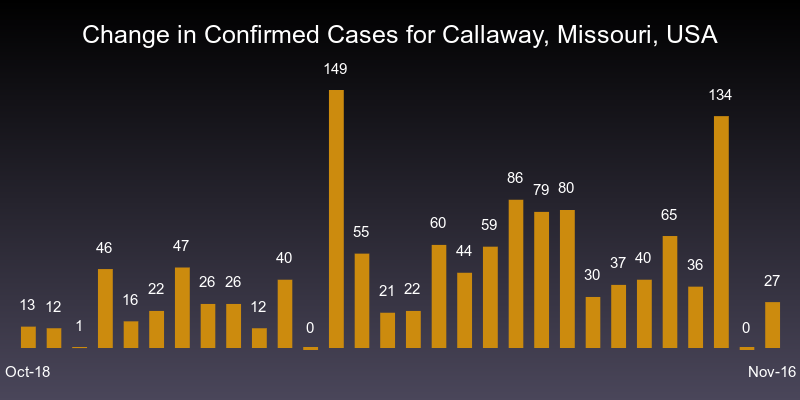 Change in Confirmed Cases for Callaway, Missouri, USA
13 12 1 46 16 22 47 26 26 12 40 0 149 55 21 22 60 44 59 86 79 80 30 37 40 65 36 134 0 27
Oct-18 Nov-16